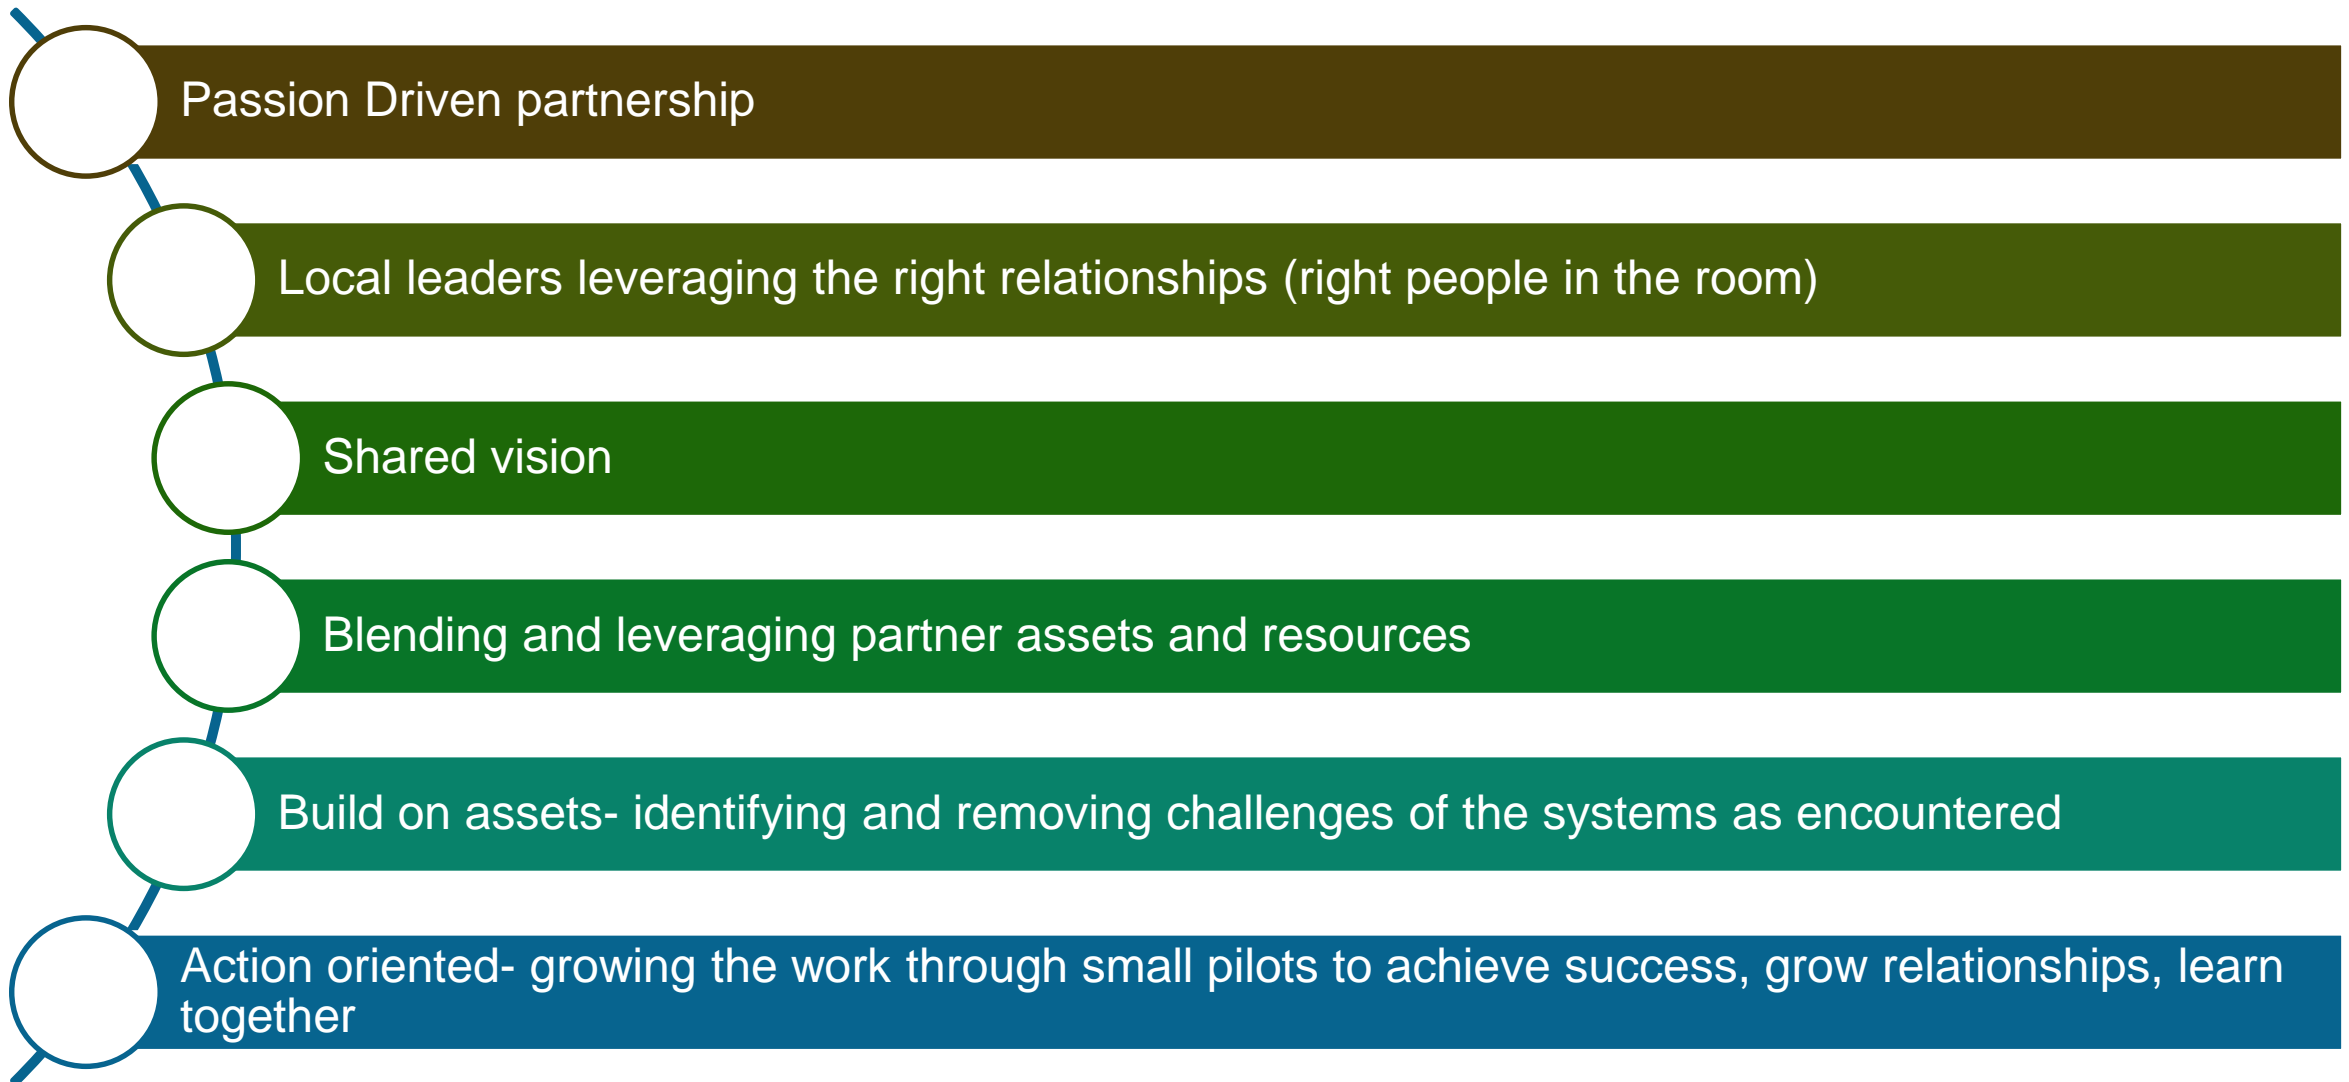 Passion Driven partnership
Local leaders leveraging the right relationships (right people in the room)
Shared vision
Blending and leveraging partner assets and resources
Build on assets- identifying and removing challenges of the systems as encountered
Action oriented- growing the work through small pilots to achieve success, grow relationships, learn
together